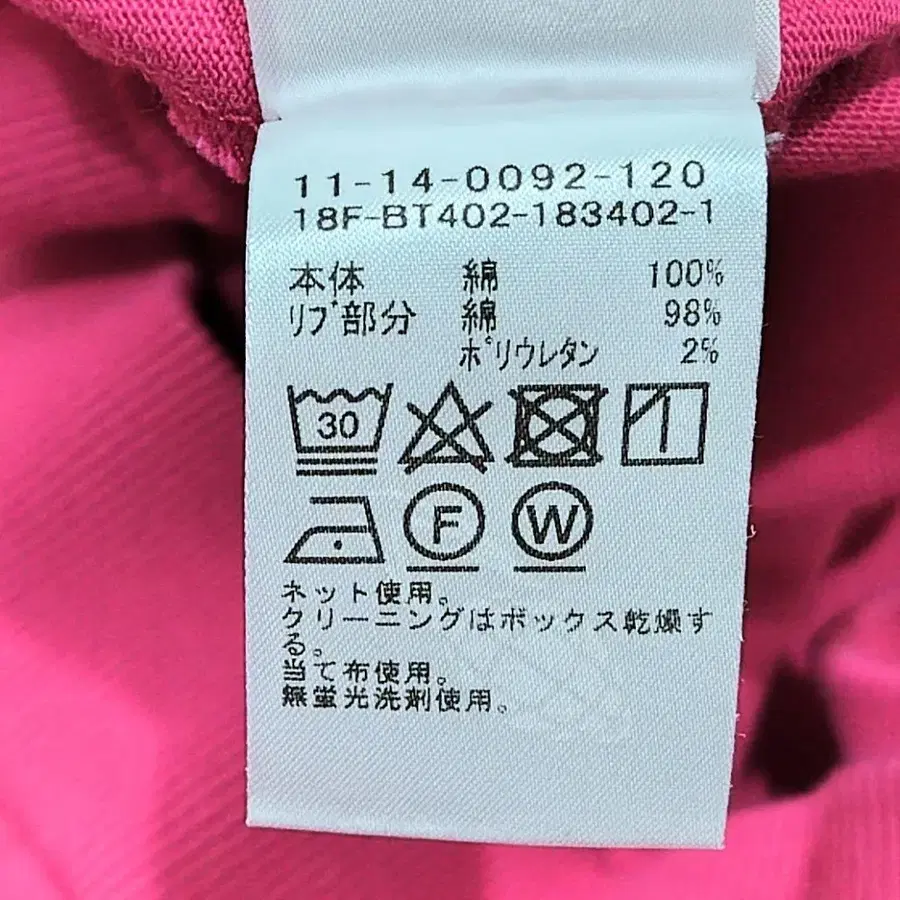 11-14-0092-120
18F-BT402-183402-1
本体 綿 100%
リブ部分 綿 98%
ポリウレタン 2%
30
F W
ネット使用。
クリーニングはボックス乾燥す
る。
当て布使用。
無蛍光洗剤使用。